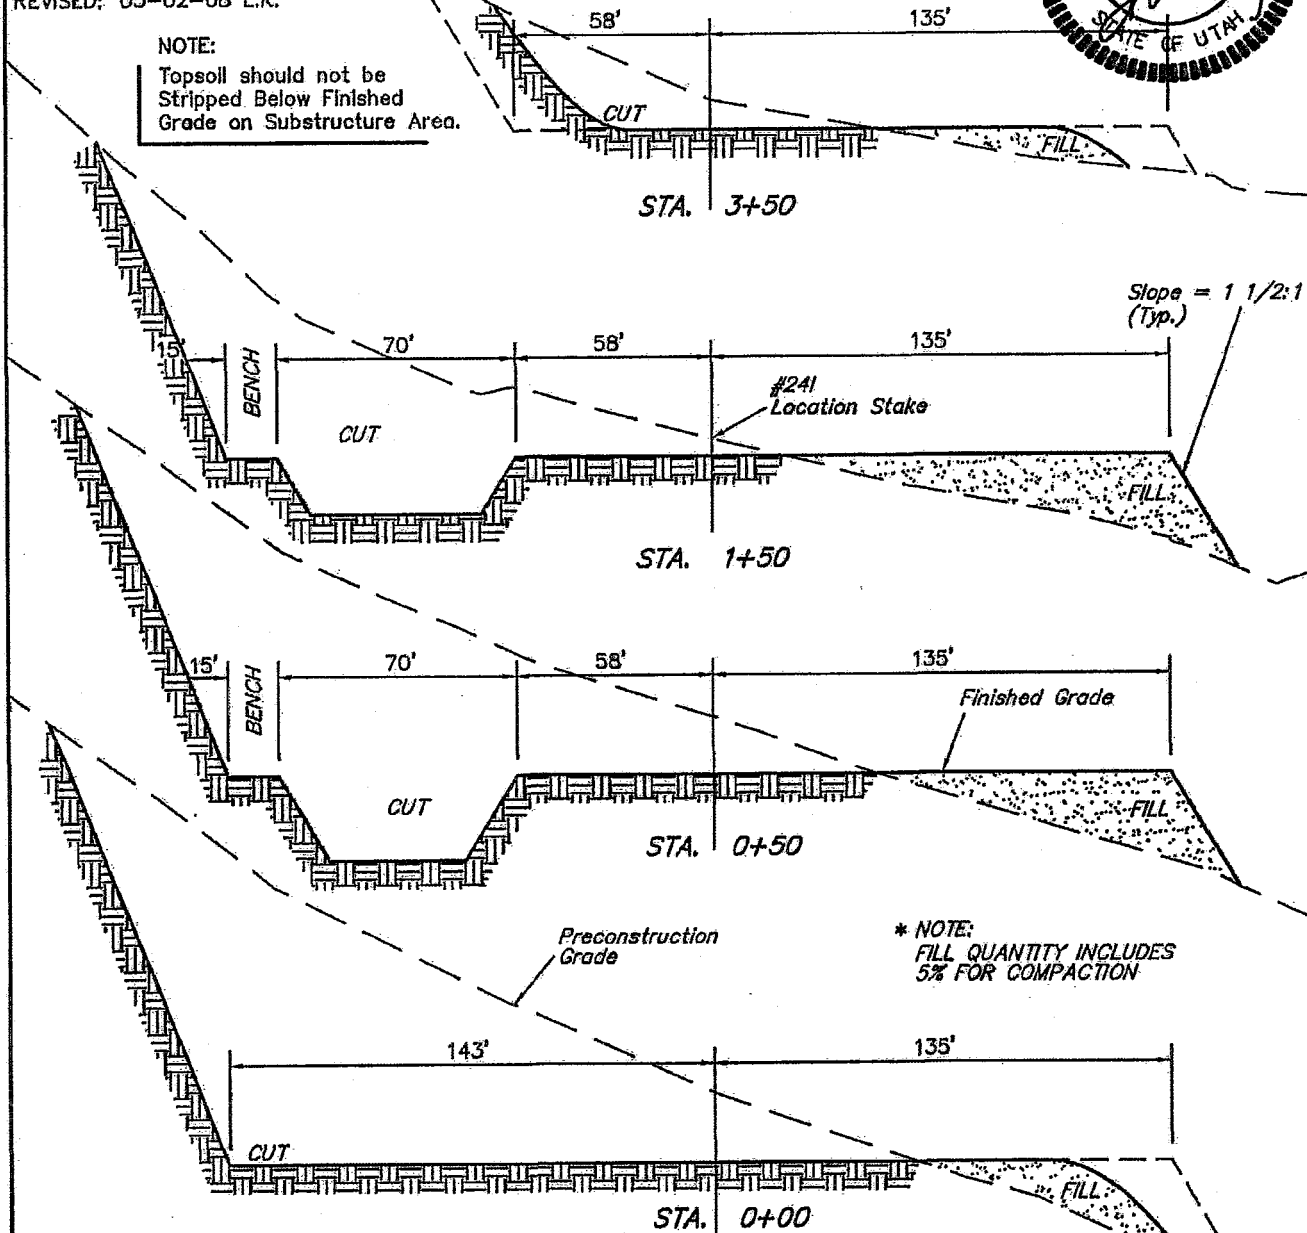 REVISED: 05-02-08 L.K.
NOTE:
Topsoil should not be
Stripped Below Finished
Grade on Substructure Area.
58'
135'
STATE OF UTAH
CUT
FILL
STA. 3+50
Slope = 1 1/2:1
(Typ.)
15'
BENCH
70'
58'
135'
#241
Location Stake
CUT
FILL
STA. 1+50
15'
BENCH
70'
58'
135'
Finished Grade
CUT
FILL
STA. 0+50
Preconstruction
Grade
* NOTE:
FILL QUANTITY INCLUDES
5% FOR COMPACTION
143'
135'
CUT
FILL
STA. 0+00